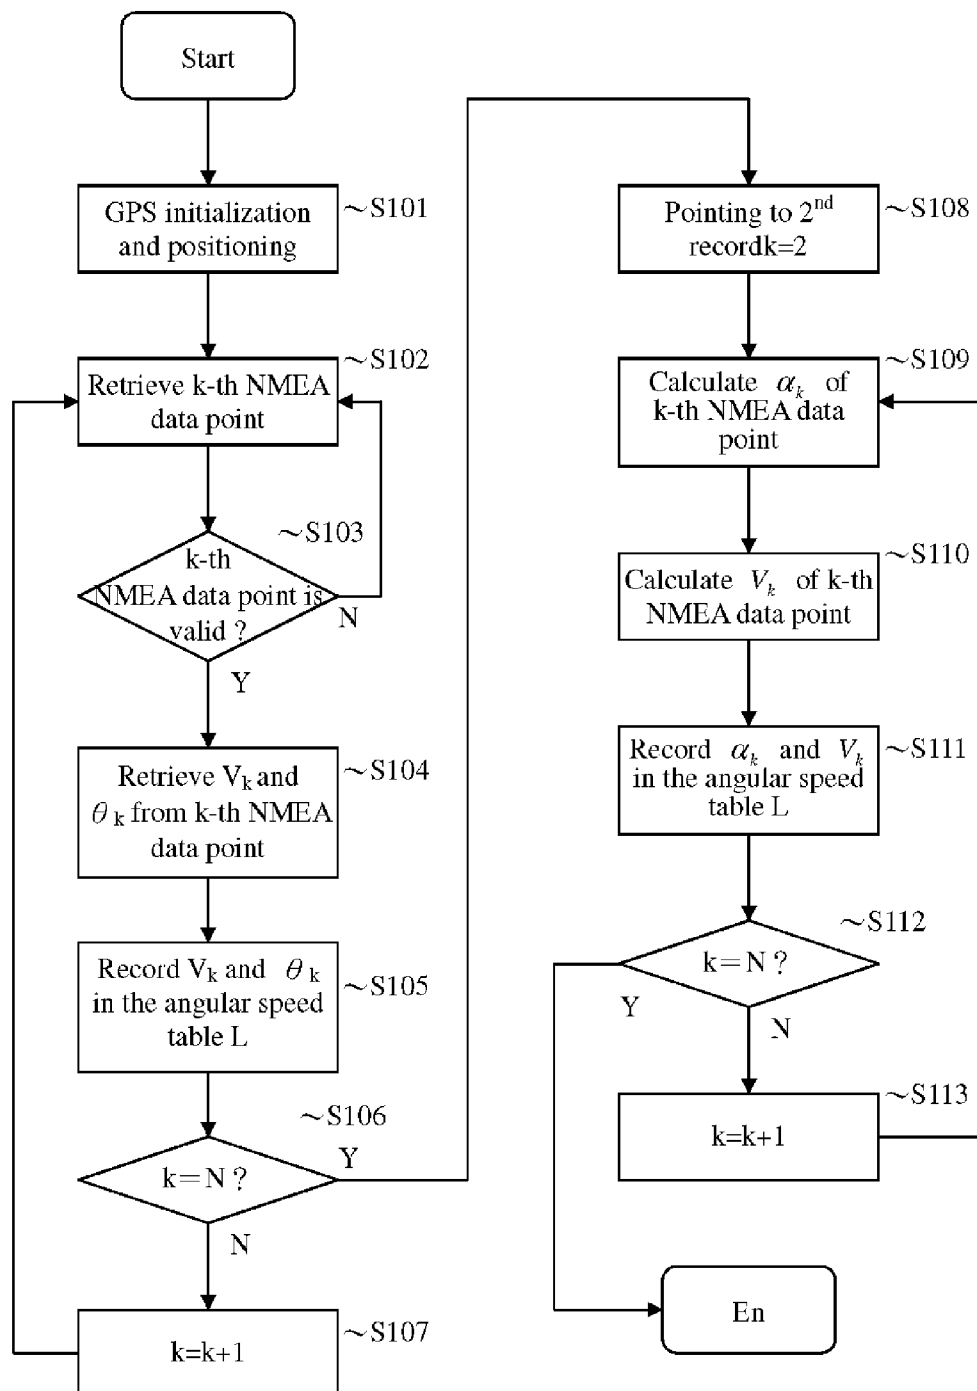 Start
GPS initialization
and positioning
~S101
Retrieve k-th NMEA
data point
~S102
k-th
NMEA data point is
valid ?
~S103
N
Y
Retrieve Vk and
θk from k-th NMEA
data point
~S104
Record Vk and θk
in the angular speed
table L
~S105
k=N ?
~S106
Y
N
k=k+1
~S107
Pointing to 2nd
recordk=2
~S108
Calculate αk of
k-th NMEA data
point
~S109
Calculate Vk of k-th
NMEA data point
~S110
Record αk and Vk
in the angular speed
table L
~S111
k=N ?
~S112
Y
N
k=k+1
~S113
En